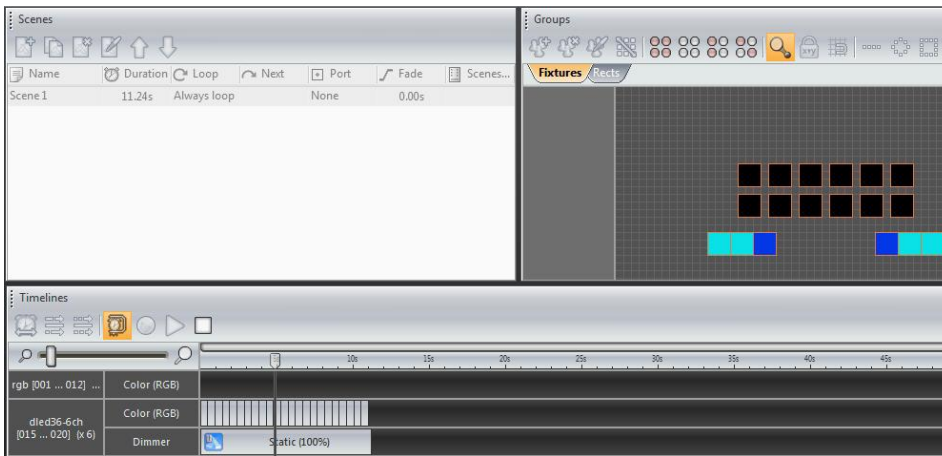 Scenes
Name Duration Loop Next Port Fade Scenes...
Scene 1 11.24s Always loop None 0.00s
Groups
xry
Fixtures Rects
Timelines
10s 15s 20s 25s 30s 35s 40s 45s
rgb [001 ... 012] ... Color (RGB)
dled36-6ch
[015 ... 020] (x 6)
Color (RGB)
Dimmer Static (100%)